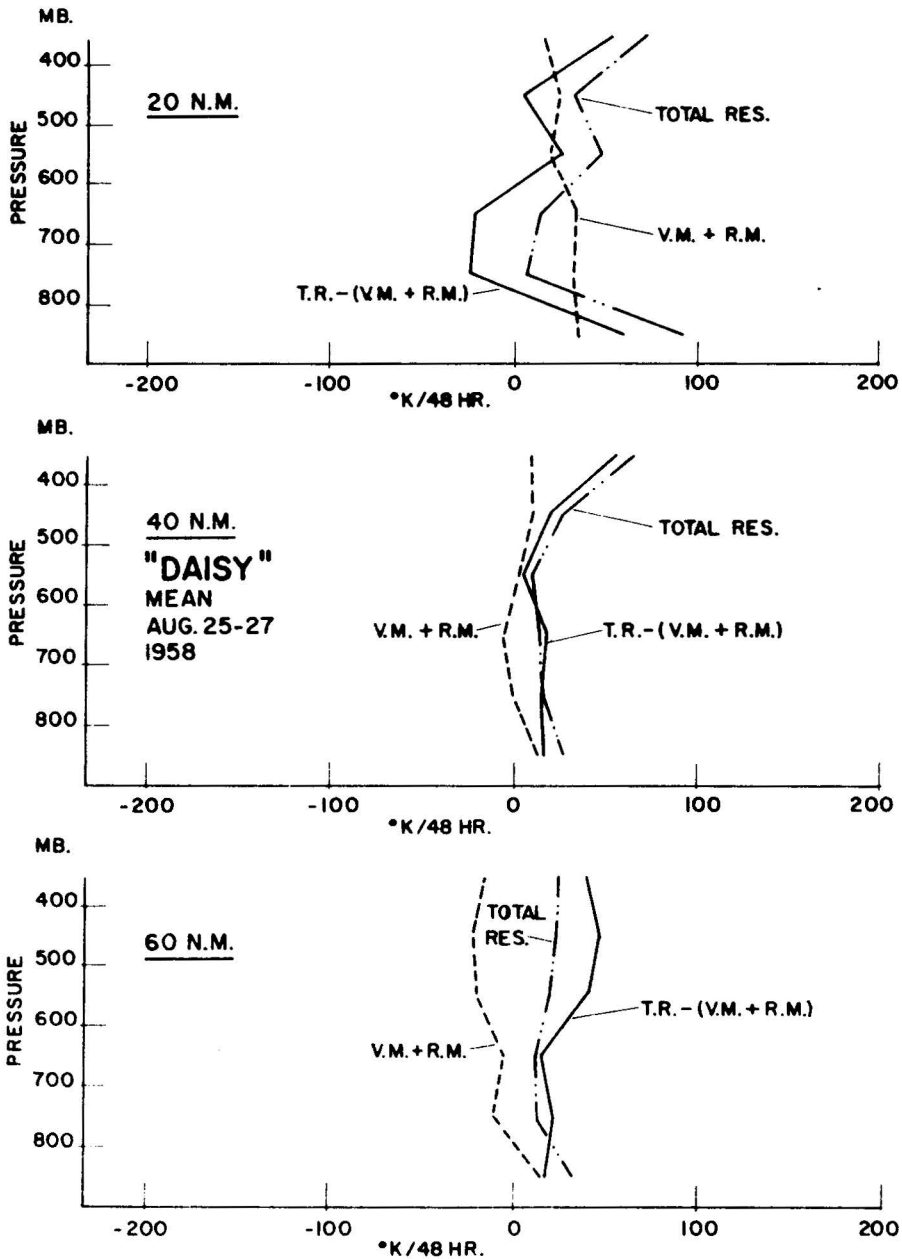 MB.
400
20 N.M.
500
TOTAL RES.
PRESSURE
600
700
V.M. + R.M.
T.R.-(V.M. + R.M.)
800
-200 -100 0 100 200
°K/48 HR.
MB.
400
40 N.M.
500
TOTAL RES.
"DAISY"
PRESSURE
600
MEAN
AUG. 25-27
V.M. + R.M.
T.R.-(V.M. + R.M.)
1958
700
800
-200 -100 0 100 200
°K/48 HR.
MB.
400
TOTAL
RES.
60 N.M.
500
PRESSURE
T.R.-(V.M. + R.M.)
600
V.M. + R.M.
700
800
-200 -100 0 100 200
°K/48 HR.